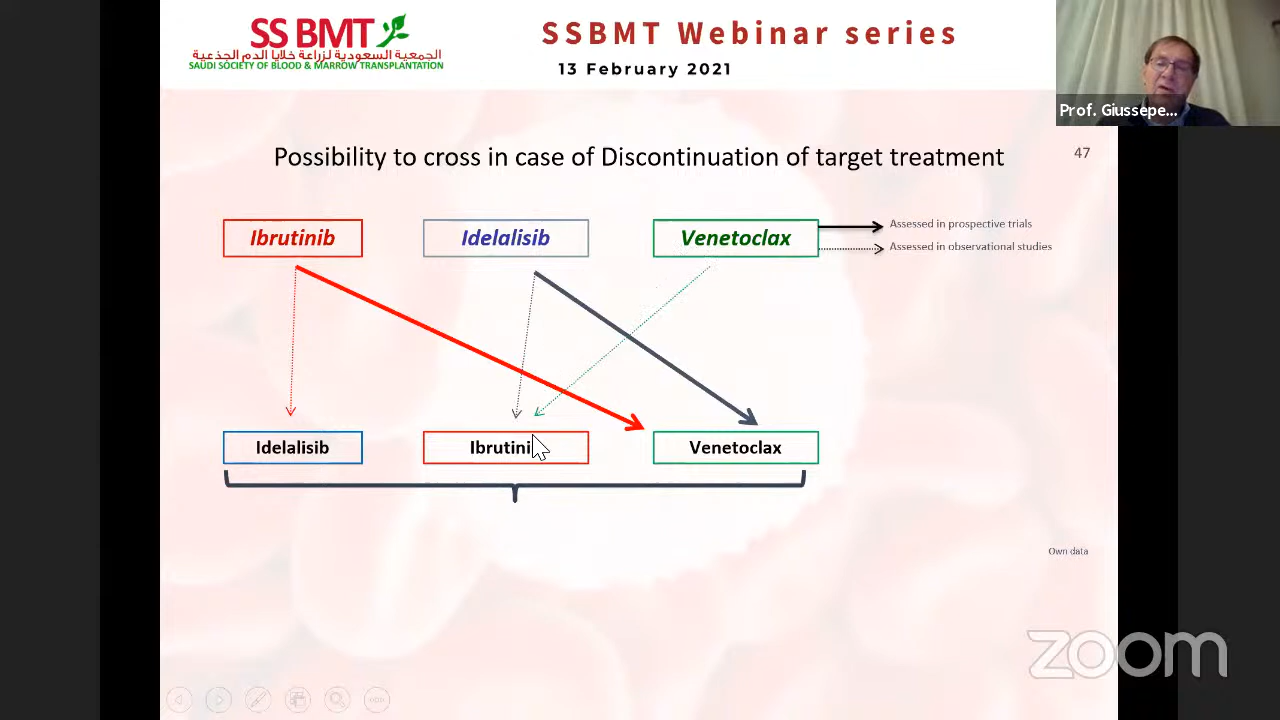 SS BMT
الجمعية السعودية لزراعة خلايا الدم الجذعية
SAUDI SOCIETY OF BLOOD & MARROW TRANSPLANTATION
SSBMT Webinar series
13 February 2021
Prof. Giussepe...
Possibility to cross in case of Discontinuation of target treatment
47
Ibrutinib
Idelalisib
Venetoclax
Assessed in prospective trials
Assessed in observational studies
Idelalisib
Ibrutini
Venetoclax
Own data
zoom